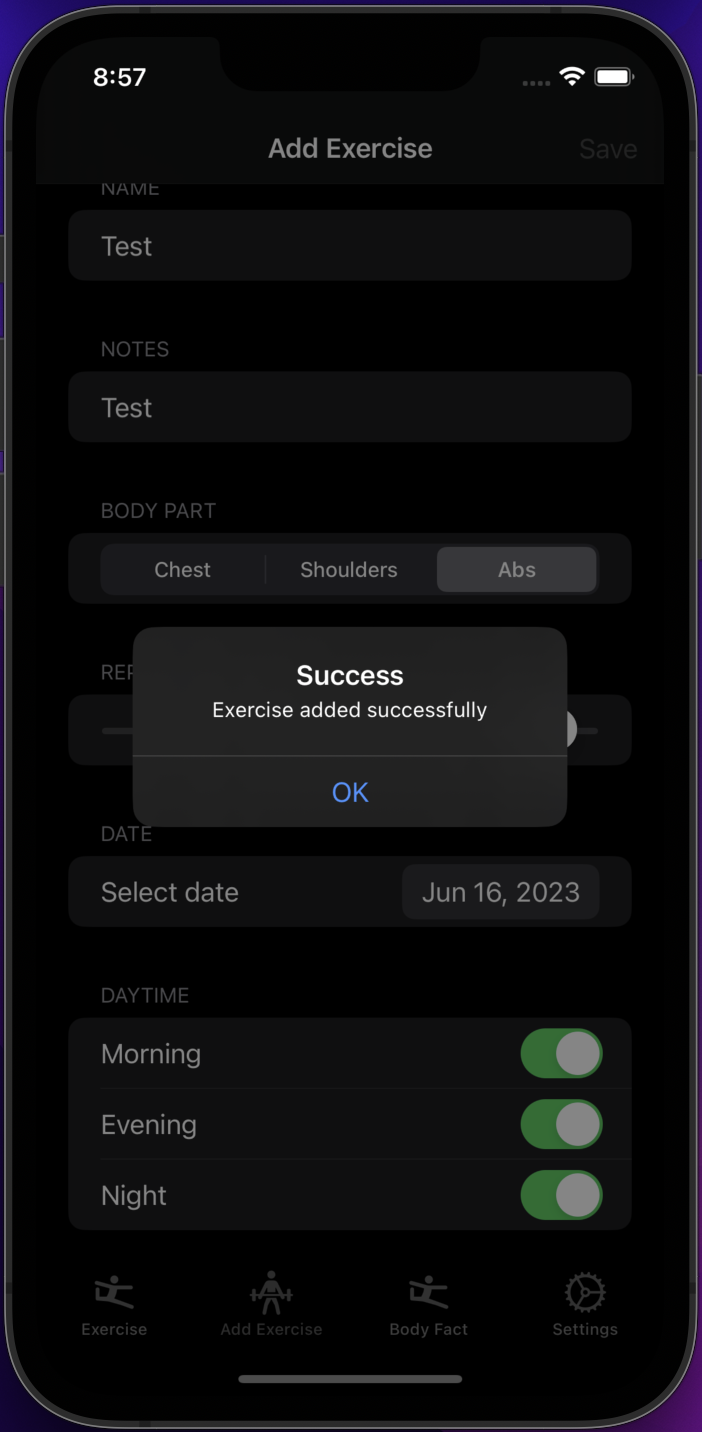 8:57
Add Exercise
Save
NAME
Test
NOTES
Test
BODY PART
Chest Shoulders Abs
REP
Success
Exercise added successfully
OK
DATE
Select date Jun 16, 2023
DAYTIME
Morning
Evening
Night
Exercise Add Exercise Body Fact Settings